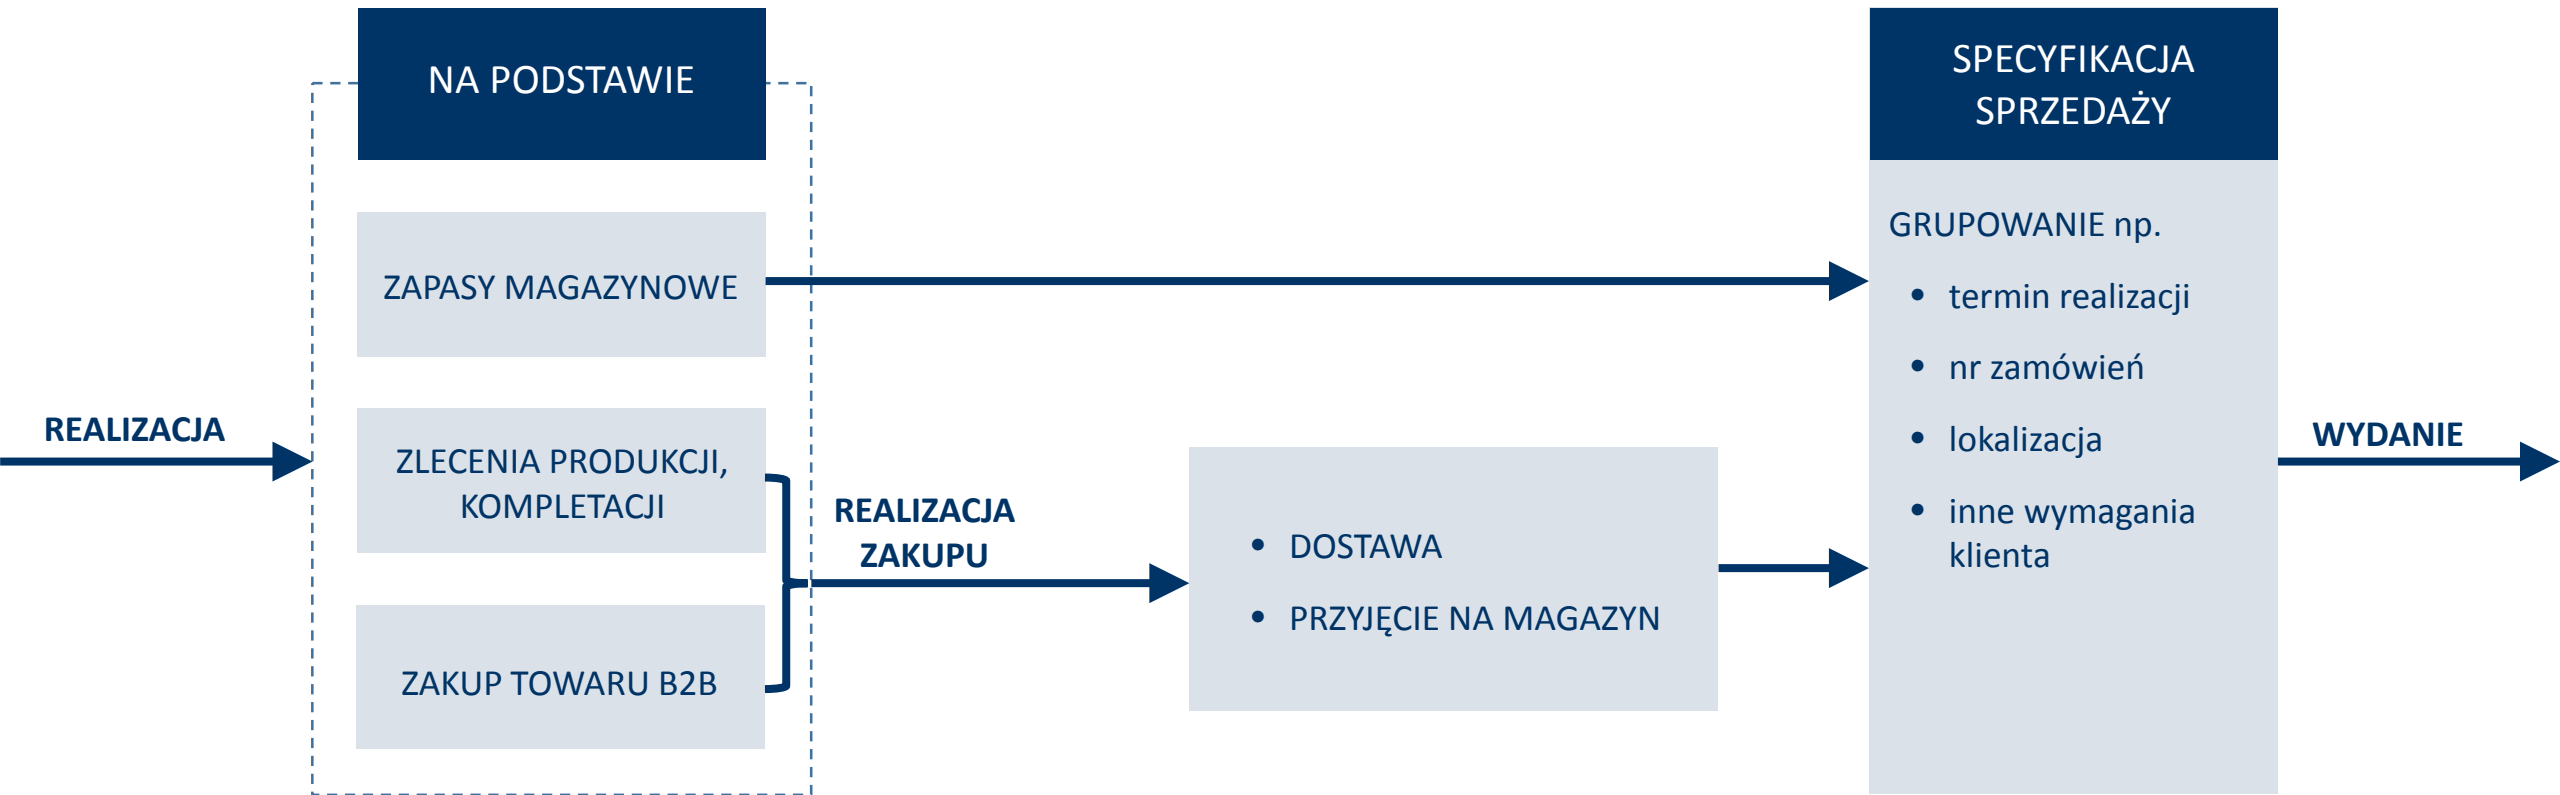 REALIZACJA
NA PODSTAWIE
ZAPASY MAGAZYNOWE
ZLECENIA PRODUKCJI,
KOMPLETACJI
ZAKUP TOWARU B2B
REALIZACJA
ZAKUPU
• DOSTAWA
• PRZYJĘCIE NA MAGAZYN
SPECYFIKACJA
SPRZEDAŻY
GRUPOWANIE np.
• termin realizacji
• nr zamówień
• lokalizacja
• inne wymagania
klienta
WYDANIE